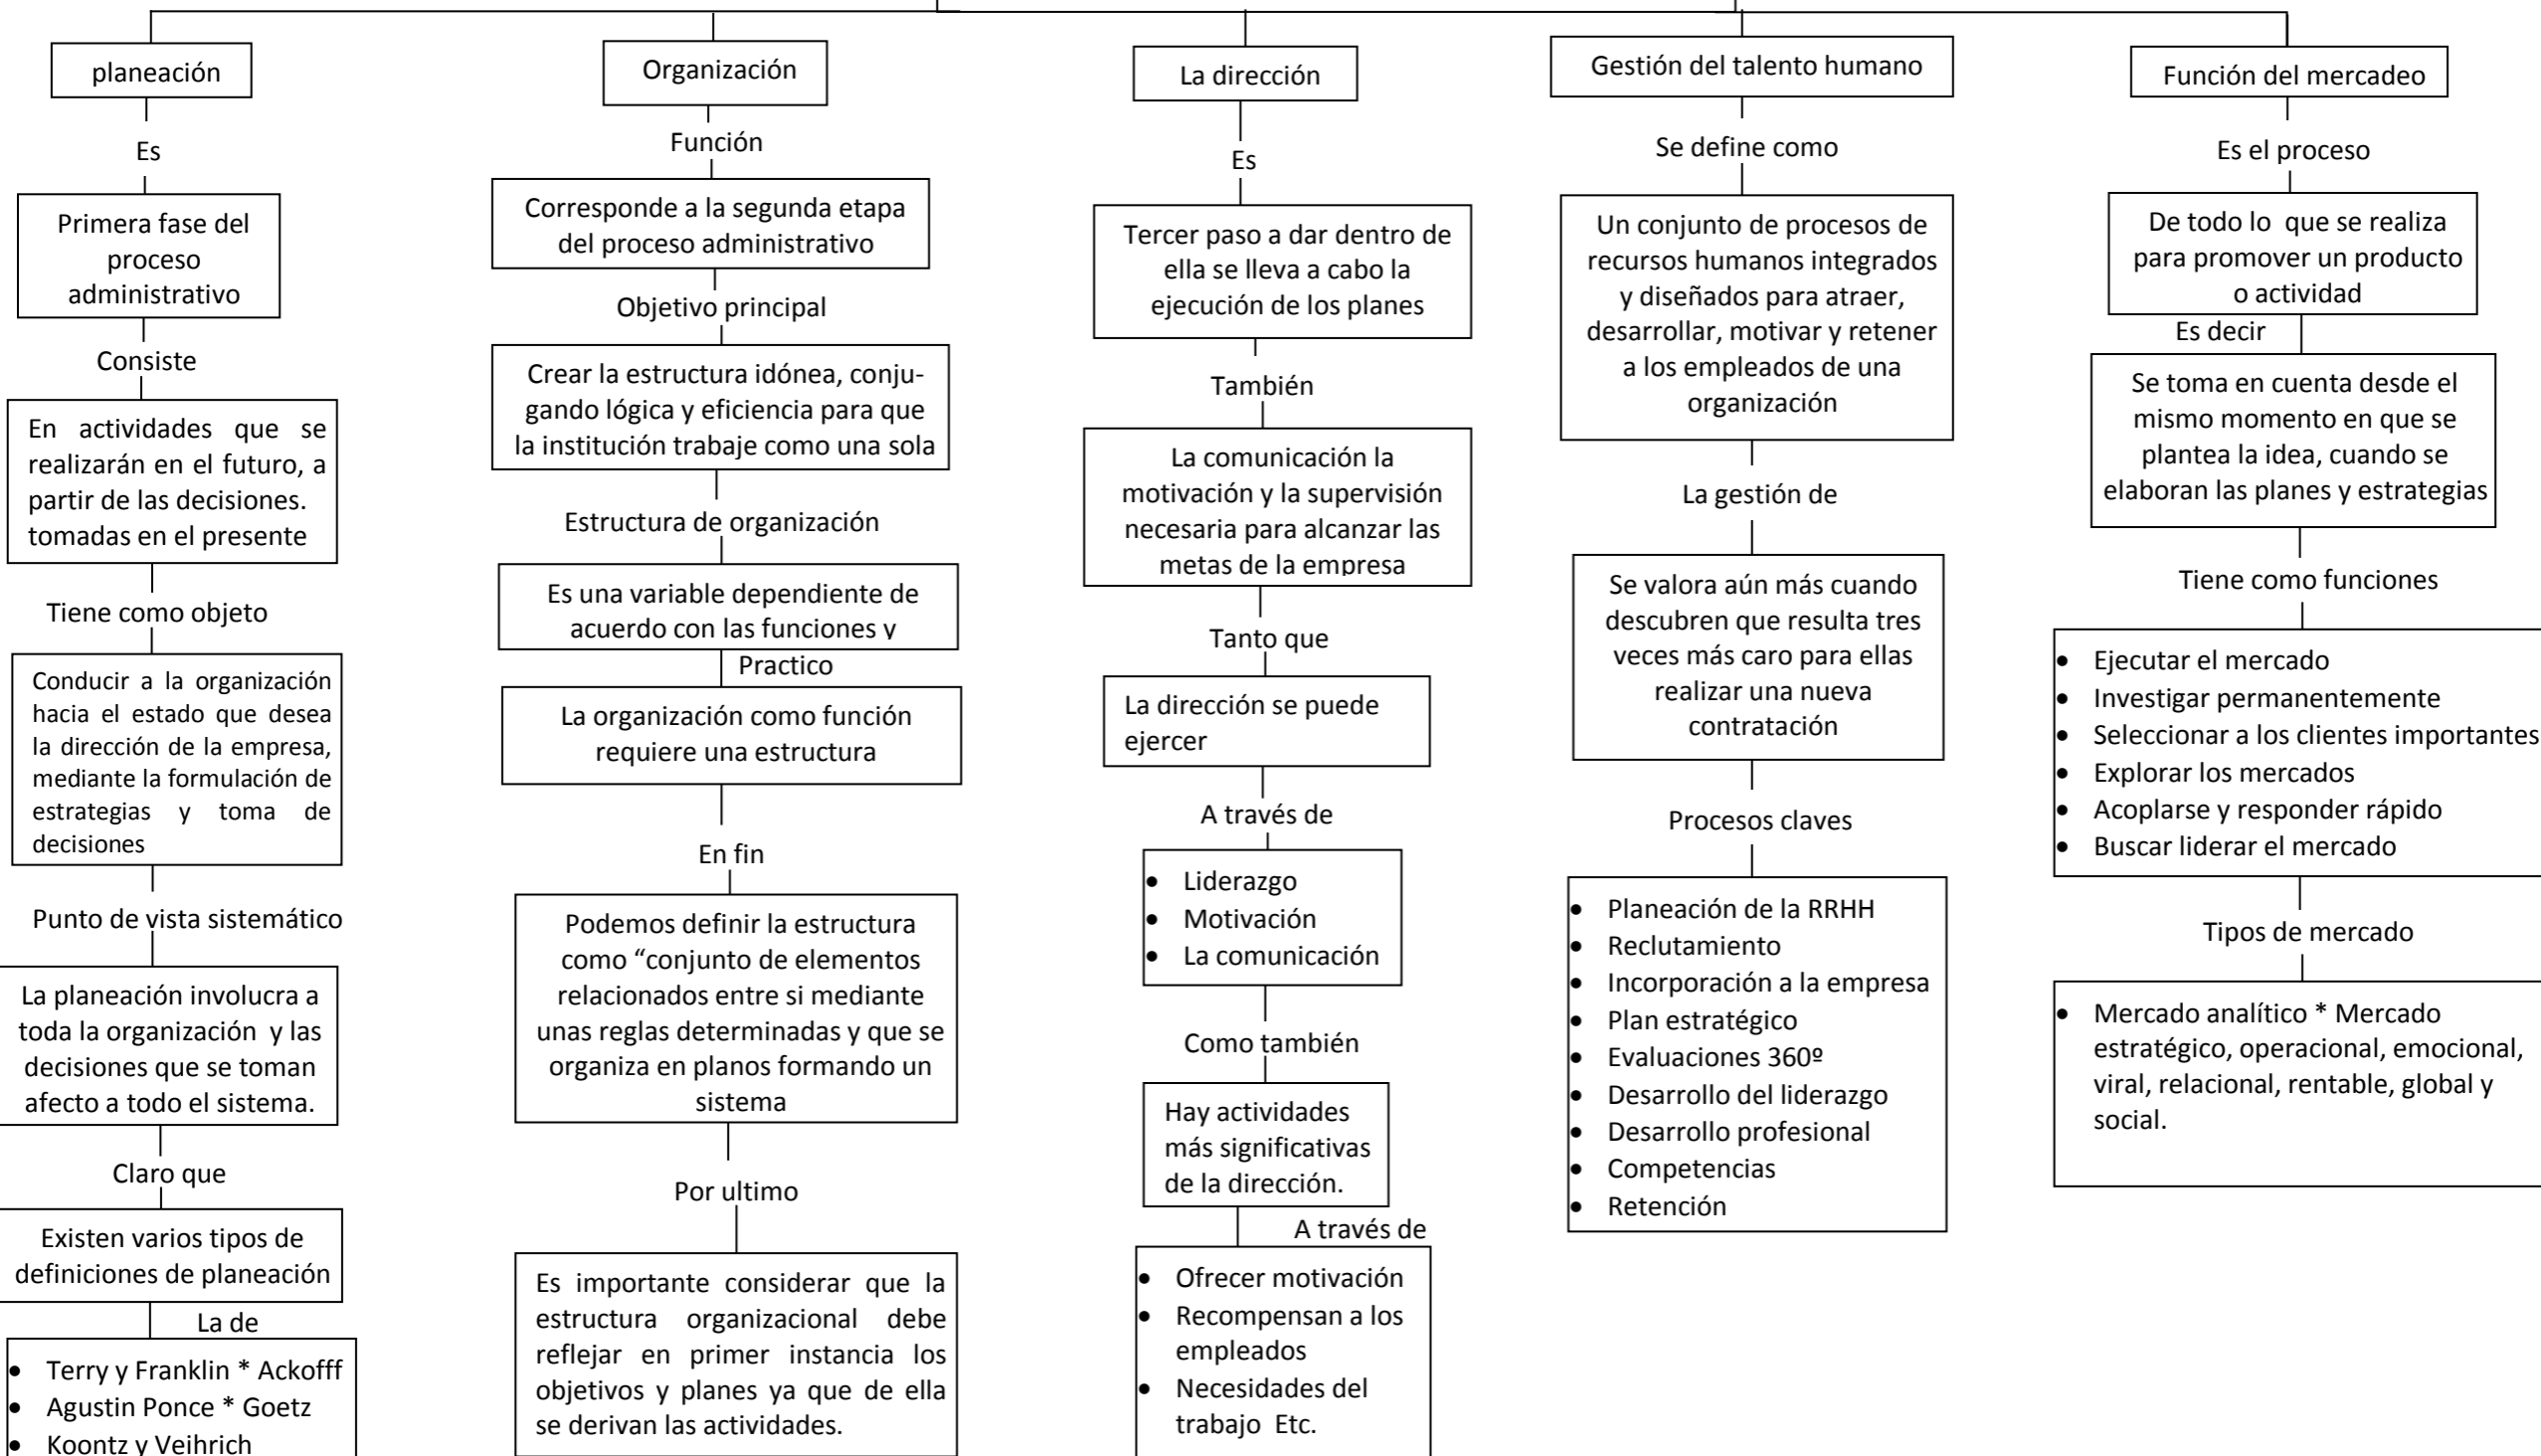 planeación
Es
Primera fase del
proceso
administrativo
Consiste
En actividades que se
realizarán en el futuro, a
partir de las decisiones.
tomadas en el presente
Tiene como objeto
Conducir a la organización
hacia el estado que desea
la dirección de la empresa,
mediante la formulación de
estrategias y toma de
decisiones
Punto de vista sistemático
La planeación involucra a
toda la organización y las
decisiones que se toman
afecto a todo el sistema.
Claro que
Existen varios tipos de
definiciones de planeación
La de
• Terry y Franklin * Ackofff
• Agustin Ponce * Goetz
• Koontz y Veihrich
Organización
Función
Corresponde a la segunda etapa
del proceso administrativo
Objetivo principal
Crear la estructura idónea, conju-
gando lógica y eficiencia para que
la institución trabaje como una sola
Estructura de organización
Es una variable dependiente de
acuerdo con las funciones y
Practico
La organización como función
requiere una estructura
En fin
Podemos definir la estructura
como “conjunto de elementos
relacionados entre si mediante
unas reglas determinadas y que se
organiza en planos formando un
sistema
Por ultimo
Es importante considerar que la
estructura organizacional debe
reflejar en primer instancia los
objetivos y planes ya que de ella
se derivan las actividades.
La dirección
Es
Tercer paso a dar dentro de
ella se lleva a cabo la
ejecución de los planes
También
La comunicación la
motivación y la supervisión
necesaria para alcanzar las
metas de la empresa
Tanto que
La dirección se puede
ejercer
A través de
• Liderazgo
• Motivación
• La comunicación
Como también
Hay actividades
más significativas
de la dirección.
A través de
• Ofrecer motivación
• Recompensan a los
empleados
• Necesidades del
trabajo Etc.
Gestión del talento humano
Se define como
Un conjunto de procesos de
recursos humanos integrados
y diseñados para atraer,
desarrollar, motivar y retener
a los empleados de una
organización
La gestión de
Se valora aún más cuando
descubren que resulta tres
veces más caro para ellas
realizar una nueva
contratación
Procesos claves
• Planeación de la RRHH
• Reclutamiento
• Incorporación a la empresa
• Plan estratégico
• Evaluaciones 360º
• Desarrollo del liderazgo
• Desarrollo profesional
• Competencias
• Retención
Función del mercadeo
Es el proceso
De todo lo que se realiza
para promover un producto
o actividad
Es decir
Se toma en cuenta desde el
mismo momento en que se
plantea la idea, cuando se
elaboran las planes y estrategias
Tiene como funciones
• Ejecutar el mercado
• Investigar permanentemente
• Seleccionar a los clientes importantes
• Explorar los mercados
• Acoplarse y responder rápido
• Buscar liderar el mercado
Tipos de mercado
• Mercado analítico * Mercado
estratégico, operacional, emocional,
viral, relacional, rentable, global y
social.